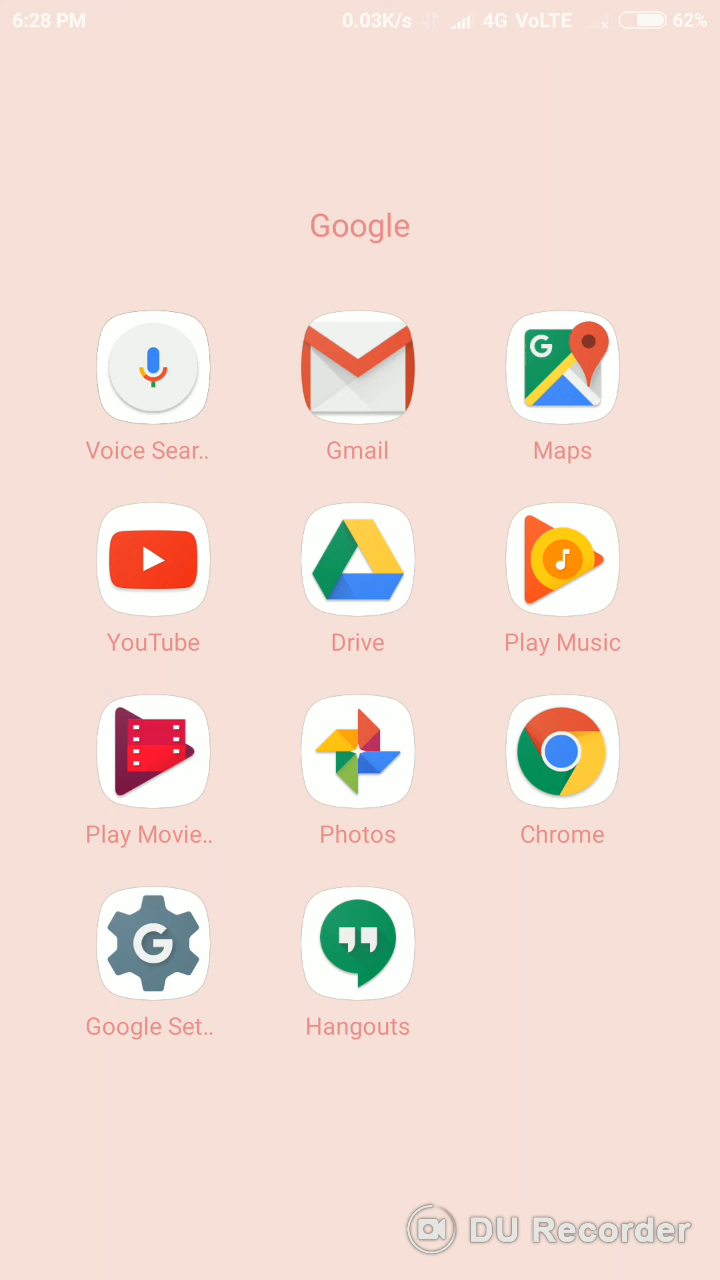 6:28 PM 0.03K/s 4G VoLTE 62%
Google
Voice Sear.. Gmail Maps
YouTube Drive Play Music
Play Movie.. Photos Chrome
Google Set.. Hangouts
DU Recorder